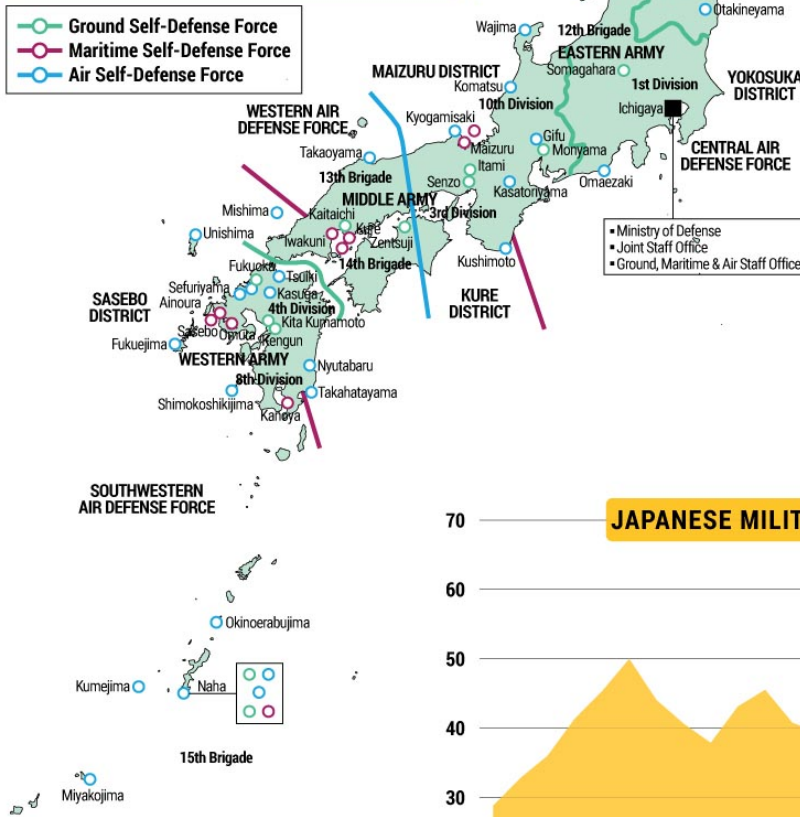 Ground Self-Defense Force
Maritime Self-Defense Force
Air Self-Defense Force
Otakineyama
Wajima
12th Brigade
EASTERN ARMY
Somagahara
MAIZURU DISTRICT
1st Division
YOKOSUKA
DISTRICT
Komatsu
10th Division
Ichigaya
WESTERN AIR
DEFENSE FORCE
Kyogamisaki
Gifu
Maizuru
Monyama
CENTRAL AIR
DEFENSE FORCE
Takaoyama
Itami
13th Brigade
Senzo
Kasatoriyama
Omaezaki
MIDDLE ARMY
3rd Division
Mishima
Kaitaichi
Kure
Unishima
Iwakuni
Zentsuji
Ministry of Defense
Joint Staff Office
Ground, Maritime & Air Staff Office
Kushimoto
14th Brigade
Fukuoka
Tsuiki
Sefuriyama
Kasuga
KURE
DISTRICT
SASEBO
DISTRICT
Ainoura
4th Division
Kita Kumamoto
Sasebo
Omuta
Kengun
Fukuejima
WESTERN ARMY
Nyutabaru
8th Division
Takahatayama
Shimokoshikijima
Kanoya
SOUTHWESTERN
AIR DEFENSE FORCE
70
JAPANESE MILIT
60
Okinoerabujima
50
Kumejima
Naha
40
15th Brigade
Miyakojima
30